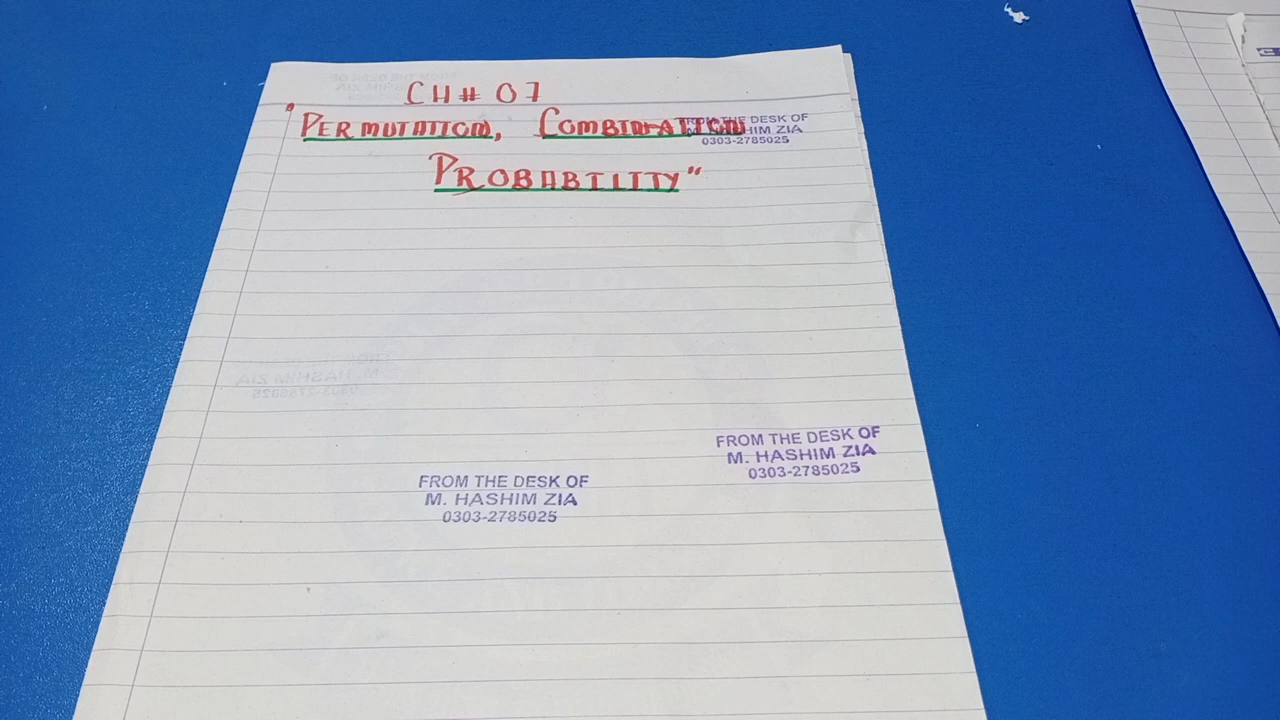 CH # 07
"PERMUTATION, COMBINATION
PROBABILITY"
FROM THE DESK OF
M. HASHIM ZIA
0303-2785025
FROM THE DESK OF
M. HASHIM ZIA
0303-2785025
FROM THE DESK OF
M. HASHIM ZIA
0303-2785025